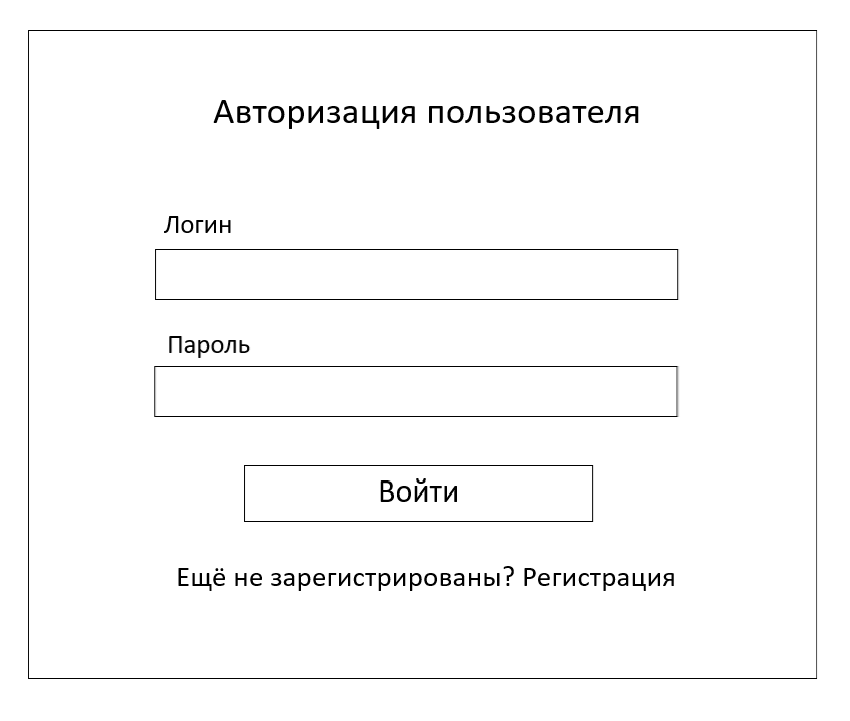 Авторизация пользователя
Логин
Пароль
Войти
Ещё не зарегистрированы? Регистрация